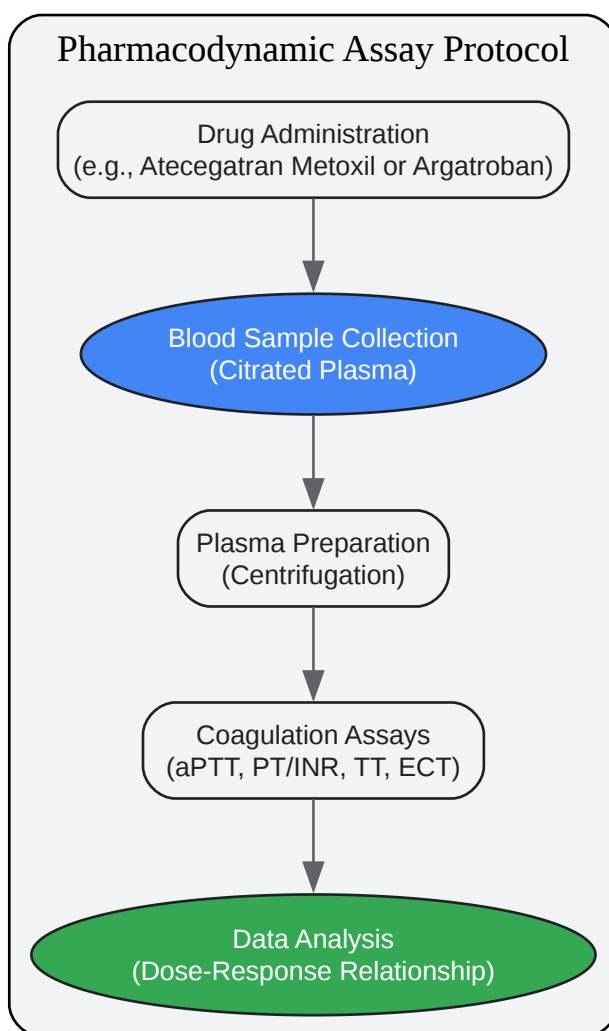 Pharmacodynamic Assay Protocol
Drug Administration
(e.g., Atecegatran Metoxil or Argatroban)
Blood Sample Collection
(Citrated Plasma)
Plasma Preparation
(Centrifugation)
Coagulation Assays
(aPTT, PT/INR, TT, ECT)
Data Analysis
(Dose-Response Relationship)